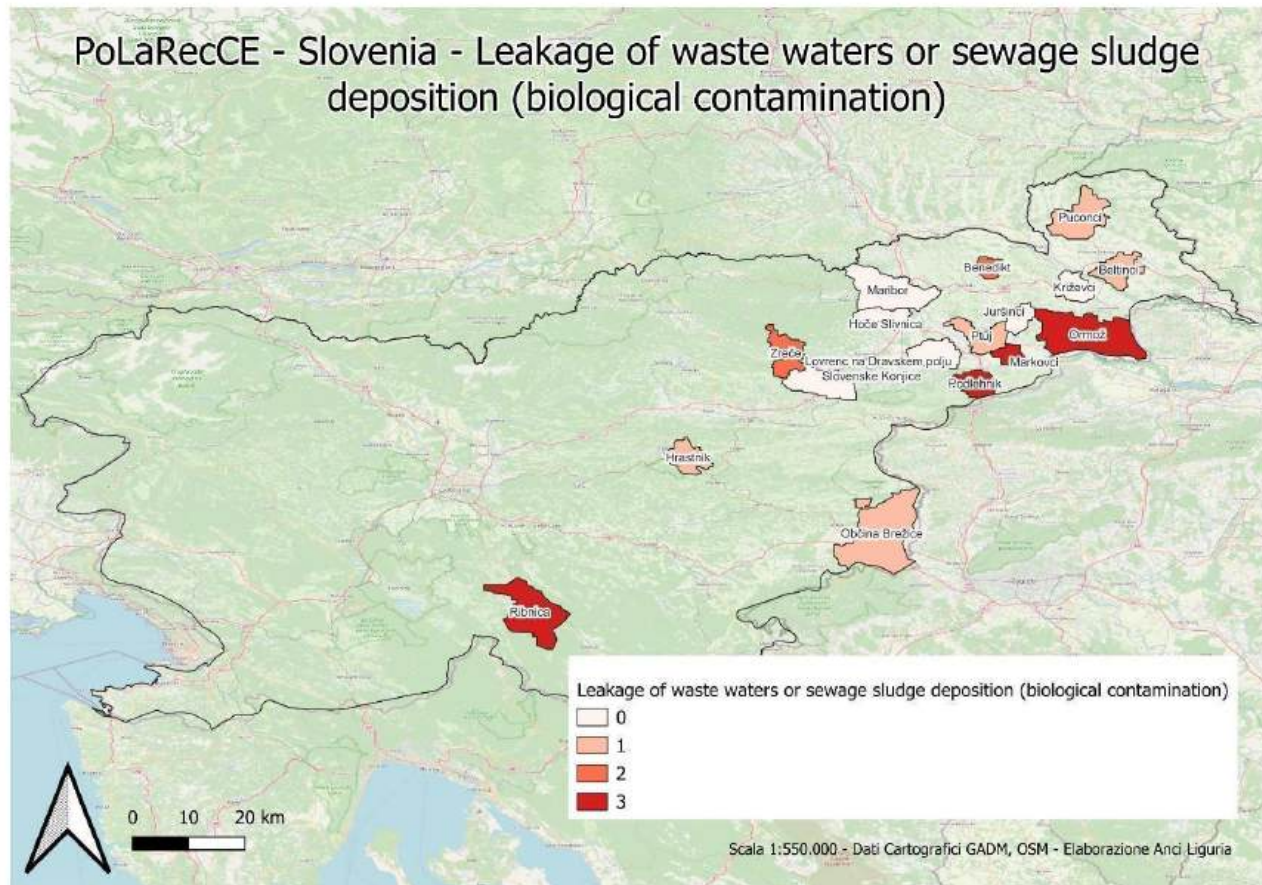 PoLaRecCE - Slovenia - Leakage of waste waters or sewage sludge
deposition (biological contamination)
Puconci
Benedikt
Beltinci
Križevci
Maribor
Juršinci
Hoče Slivnica
Ptuj
Ormož
Zreče
Lovrenc na Dravskem polju
Markovci
Slovenske Konjice
Podlehnik
Hrastnik
Občina Brežice
Ribnica
Leakage of waste waters or sewage sludge deposition (biological contamination)
0
1
2
3
0 10 20 km
Scala 1:550.000 - Dati Cartografici GADM, OSM - Elaborazione Anci Liguria